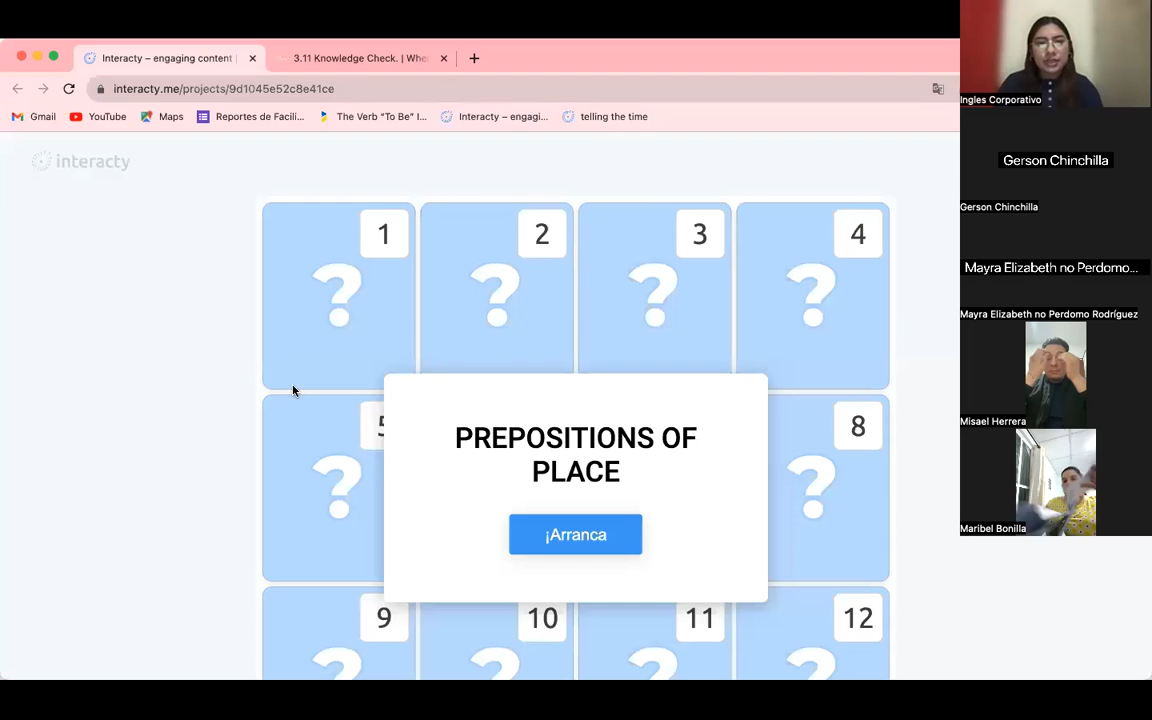 Interacty – engaging content
3.11 Knowledge Check. | Whe
interacty.me/projects/9d1045e52c8e41ce
Gmail
YouTube
Maps
Reportes de Facili...
The Verb "To Be" I...
Interacty – engagi...
telling the time
interacty
1
?
2
?
3
?
4
?
5
?
8
?
PREPOSITIONS OF
PLACE
¡Arranca
9
?
10
?
11
?
12
?
Ingles Corporativo
Gerson Chinchilla
Gerson Chinchilla
Mayra Elizabeth no Perdomo...
Mayra Elizabeth no Perdomo Rodríguez
Misael Herrera
Maribel Bonilla